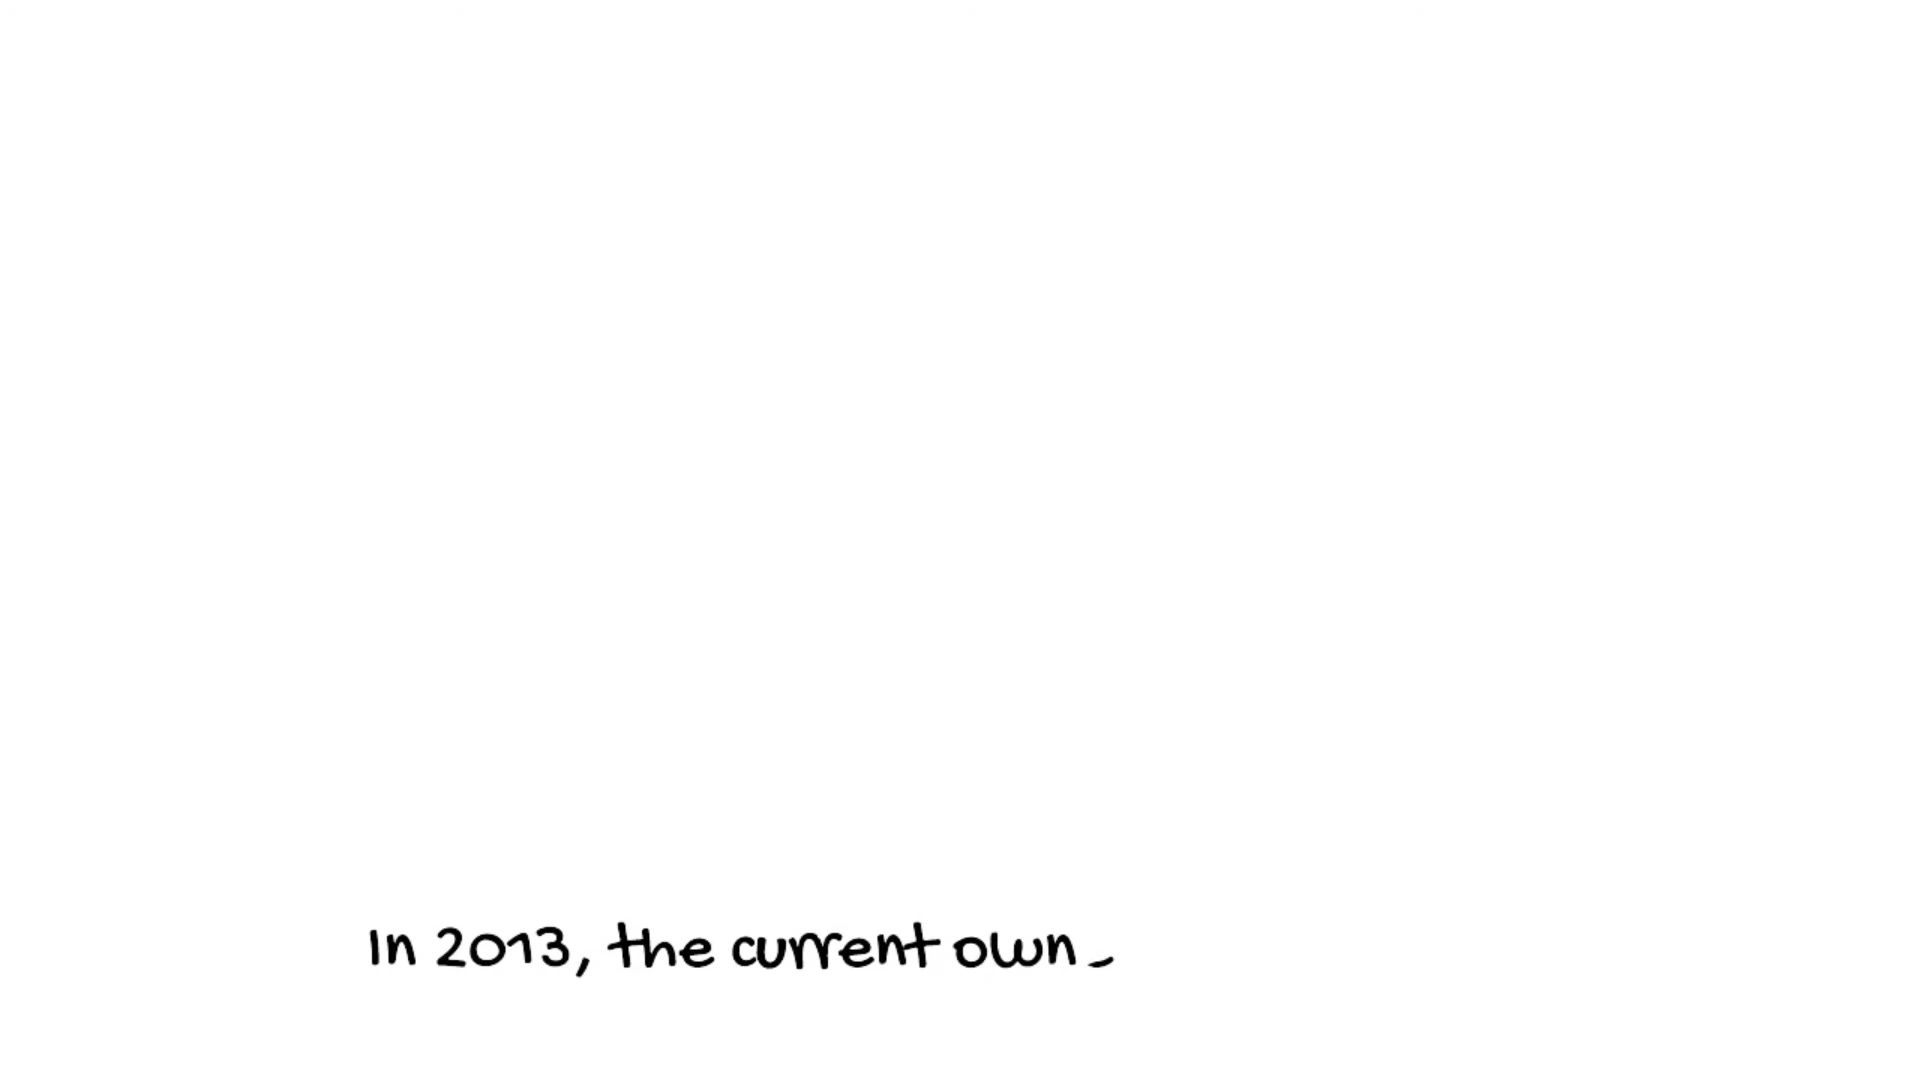 In 2013, the current own